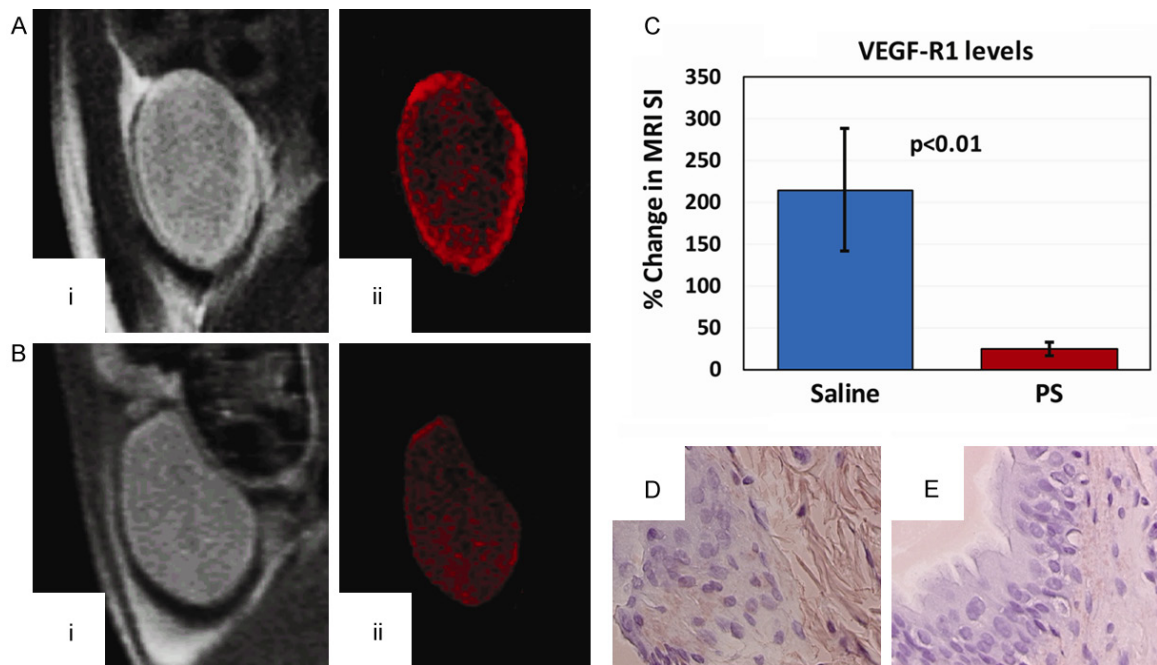 A
i
ii
B
i
ii
C
VEGF-R1 levels
% Change in MRI SI
350
300
250
200
150
100
50
0
p<0.01
Saline
PS
D
E